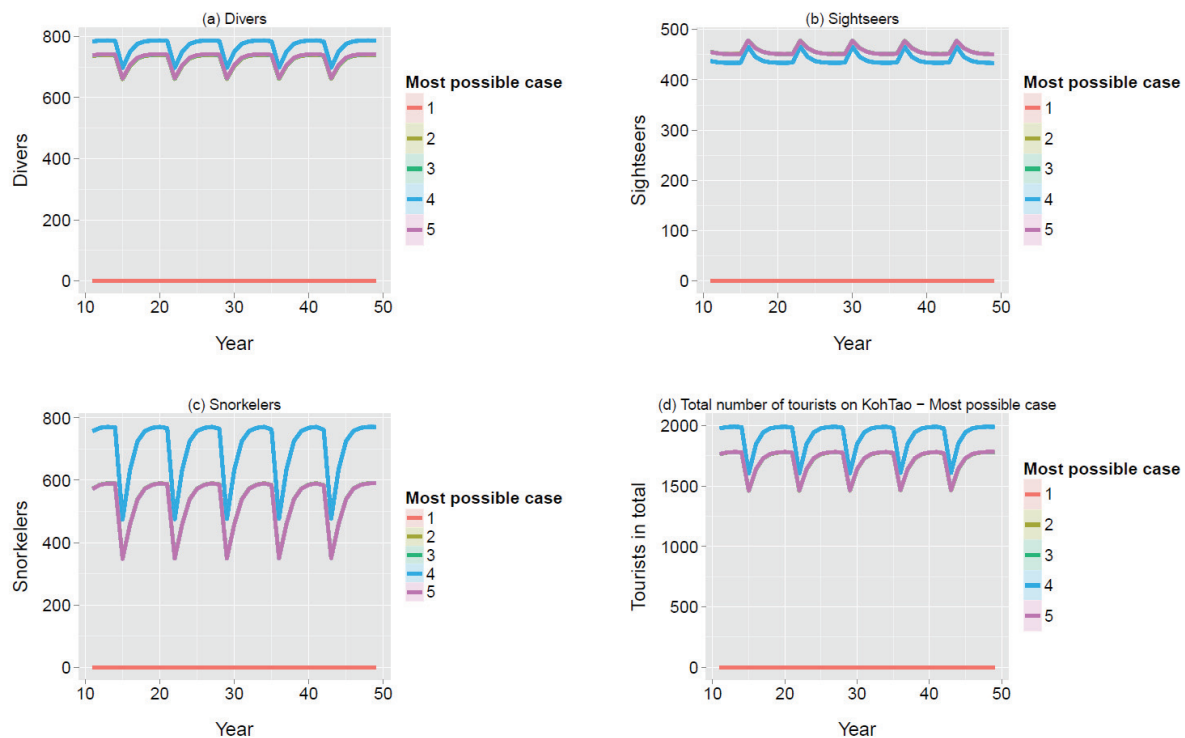 (a) Divers
800
600
400
200
0
Divers
10 20 30 40 50
Year
Most possible case
1
2
3
4
5
(b) Sightseers
500
400
300
200
100
0
Sightseers
10 20 30 40 50
Year
Most possible case
1
2
3
4
5
(c) Snorkelers
800
600
400
200
0
Snorkelers
10 20 30 40 50
Year
Most possible case
1
2
3
4
5
(d) Total number of tourists on KohTao − Most possible case
2000
1500
1000
500
0
Tourists in total
10 20 30 40 50
Year
Most possible case
1
2
3
4
5